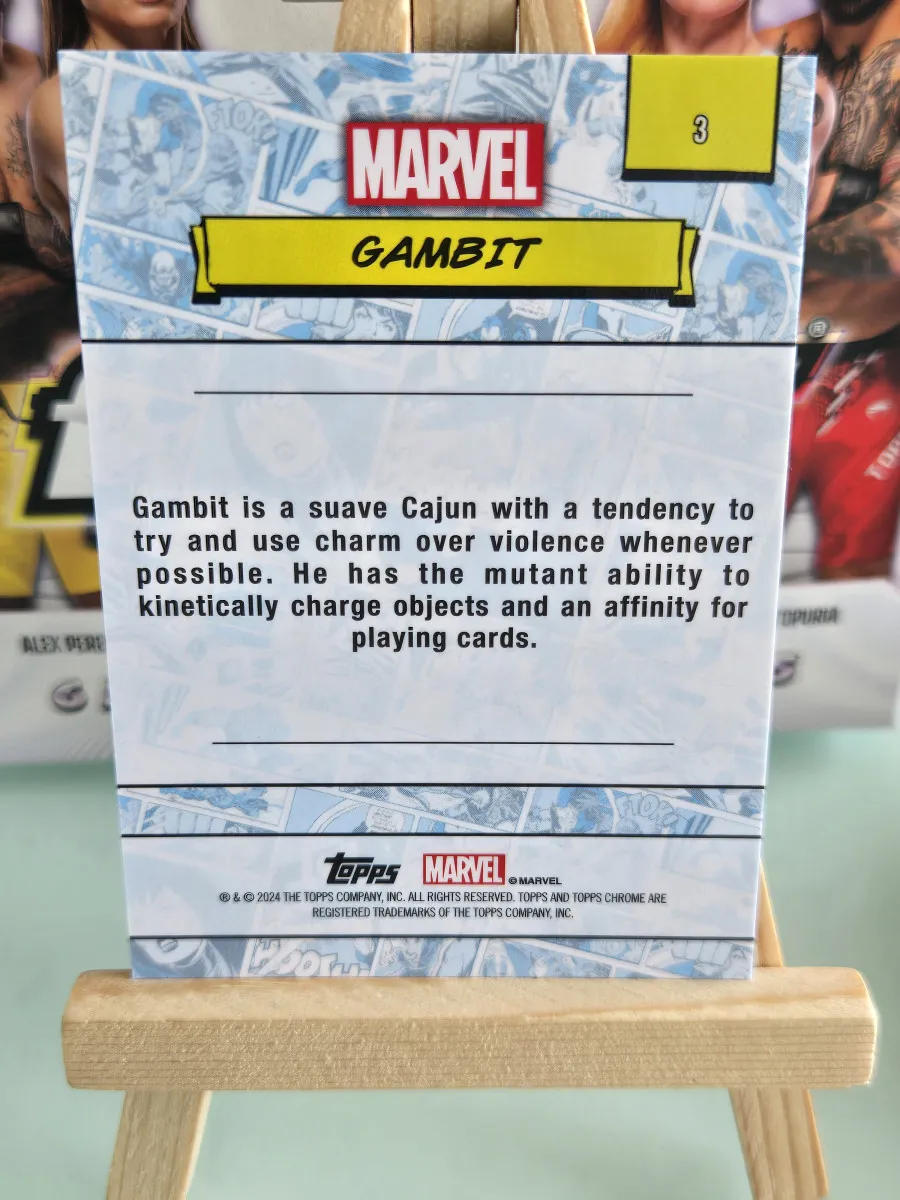 3
MARVEL
GAMBIT
Gambit is a suave Cajun with a tendency to
try and use charm over violence whenever
possible. He has the mutant ability to
kinetically charge objects and an affinity for
playing cards.
ALEX PERE
OPURIA
FTOK
topps MARVEL © MARVEL
® & © 2024 THE TOPPS COMPANY, INC. ALL RIGHTS RESERVED. TOPPS AND TOPPS CHROME ARE
REGISTERED TRADEMARKS OF THE TOPPS COMPANY, INC.